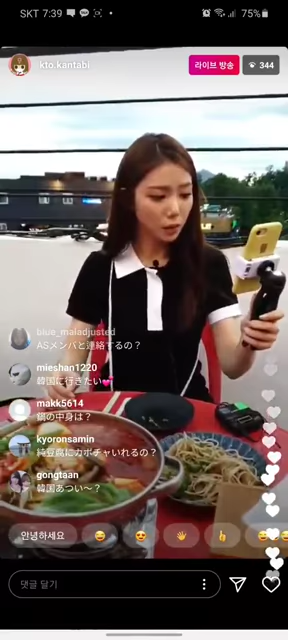 SKT 7:39
75%
kto.kantabi
라이브 방송
344
blue_maladjusted
ASメンバと連絡するの？
mieshan1220
韓国に行きたい💕
makk5614
鍋の中身は？
kyoronsamin
純豆腐にカボチャいれるの？
gongtaan
韓国あつい〜？
안녕하세요
댓글 달기